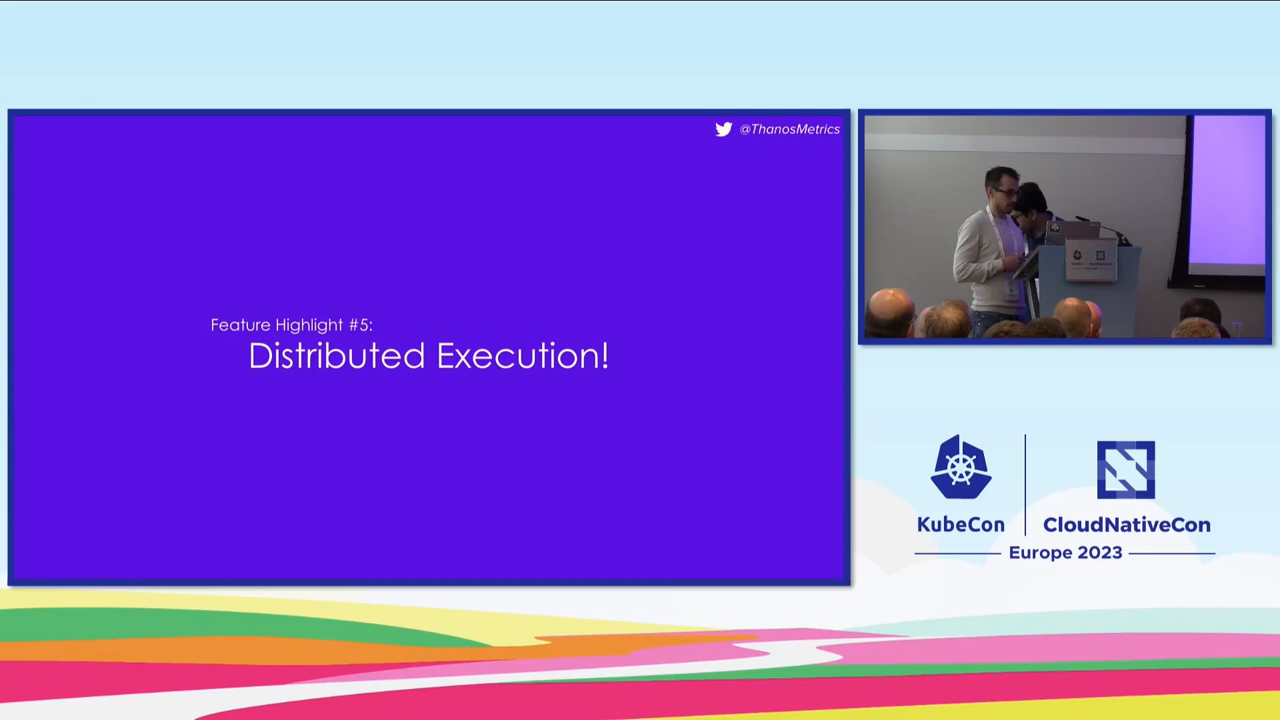 @ThanosMetrics
Feature Highlight #5:
Distributed Execution!
KubeCon
CloudNativeCon
Europe 2023